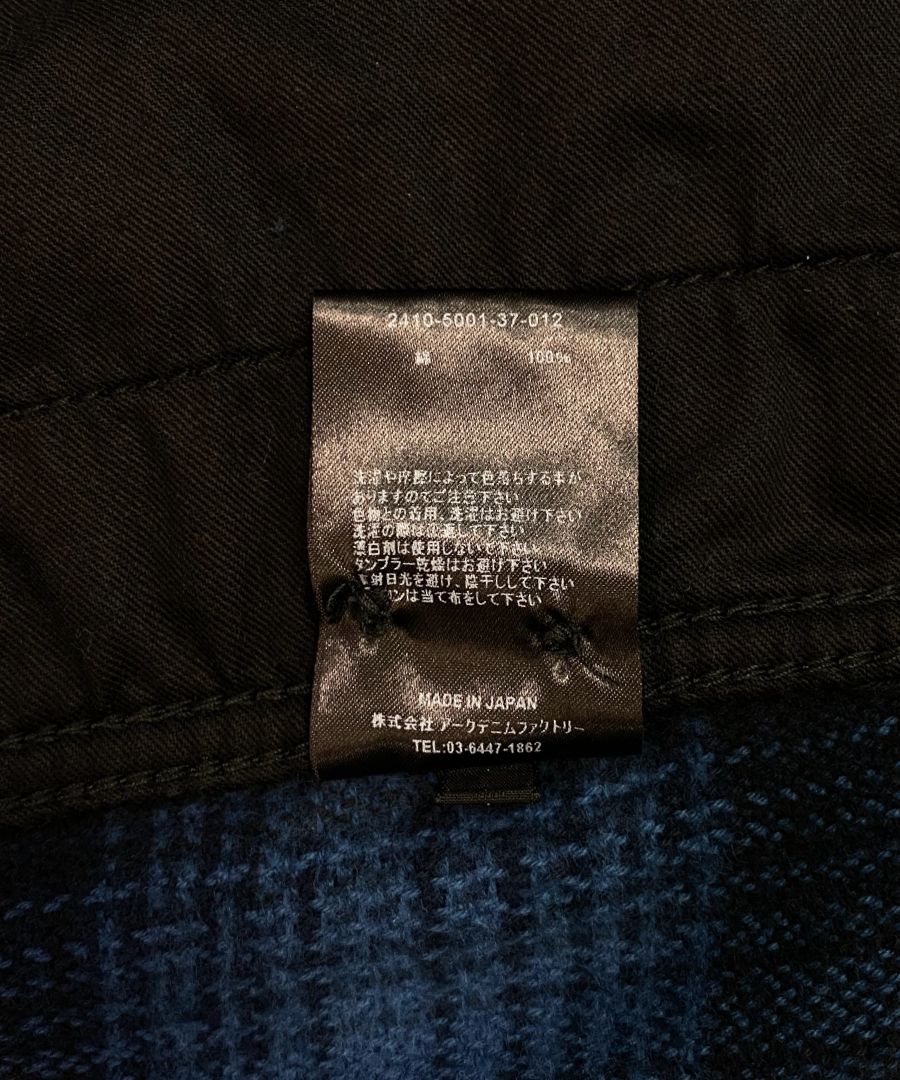 2410-5001-37-012
綿 100%
洗濯や摩擦によって色落ちする事が
ありますのでご注意下さい
色物との着用、洗濯はお避け下さい
洗濯の際は裏返して下さい
漂白剤は使用しないで下さい
タンブラー乾燥はお避け下さい
射日光を避け、陰干しして下さい
ンは当て布をして下さい
MADE IN JAPAN
株式会社 アークデニムファクトリー
TEL:03-6447-1862